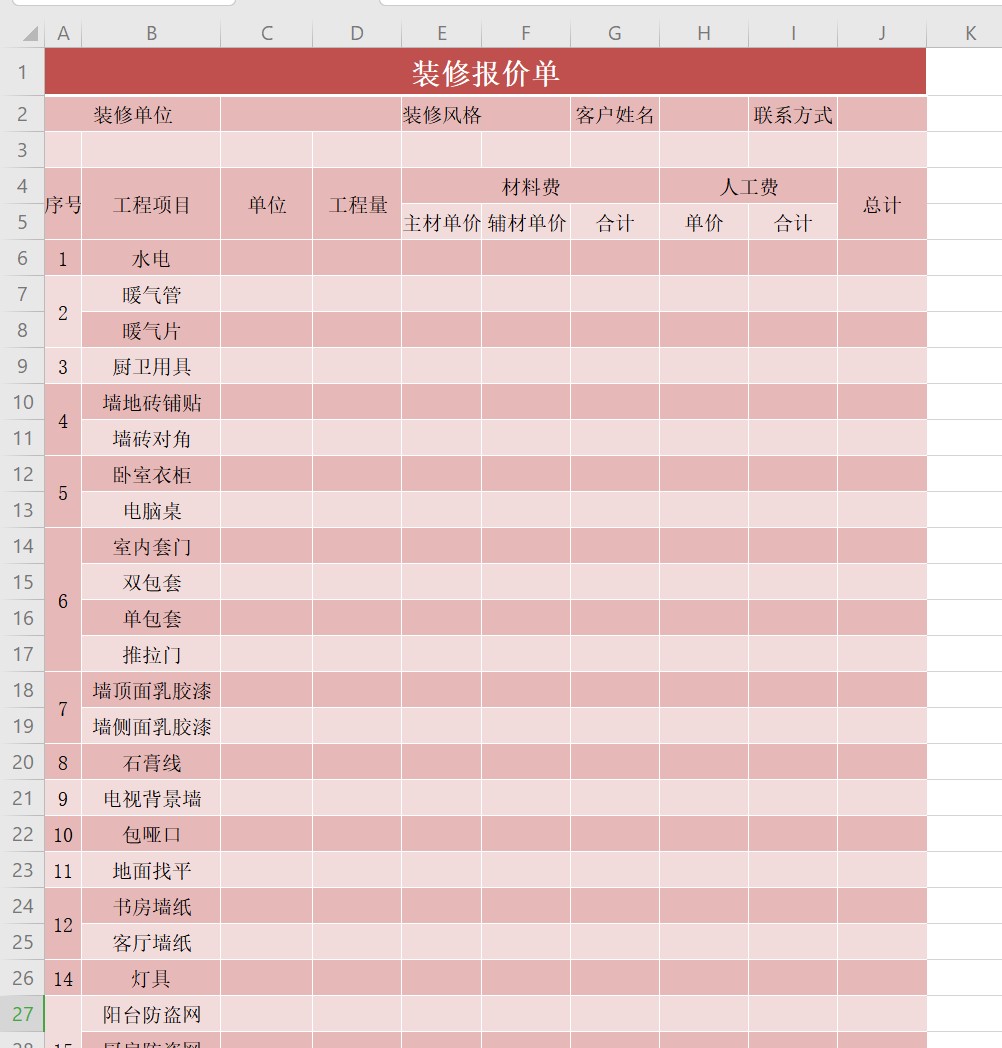 A B C D E F G H I J K
1 装修报价单
2 装修单位 装修风格 客户姓名 联系方式
3
4 序号 工程项目 单位 工程量 材料费 人工费 总计
5 主材单价 辅材单价 合计 单价 合计
6 1 水电
7 2 暖气管
8 暖气片
9 3 厨卫用具
10 4 墙地砖铺贴
11 墙砖对角
12 5 卧室衣柜
13 电脑桌
14 6 室内套门
15 双包套
16 单包套
17 推拉门
18 7 墙顶面乳胶漆
19 墙侧面乳胶漆
20 8 石膏线
21 9 电视背景墙
22 10 包哑口
23 11 地面找平
24 12 书房墙纸
25 客厅墙纸
26 14 灯具
27 阳台防盗网
28 15 厨房防盗网